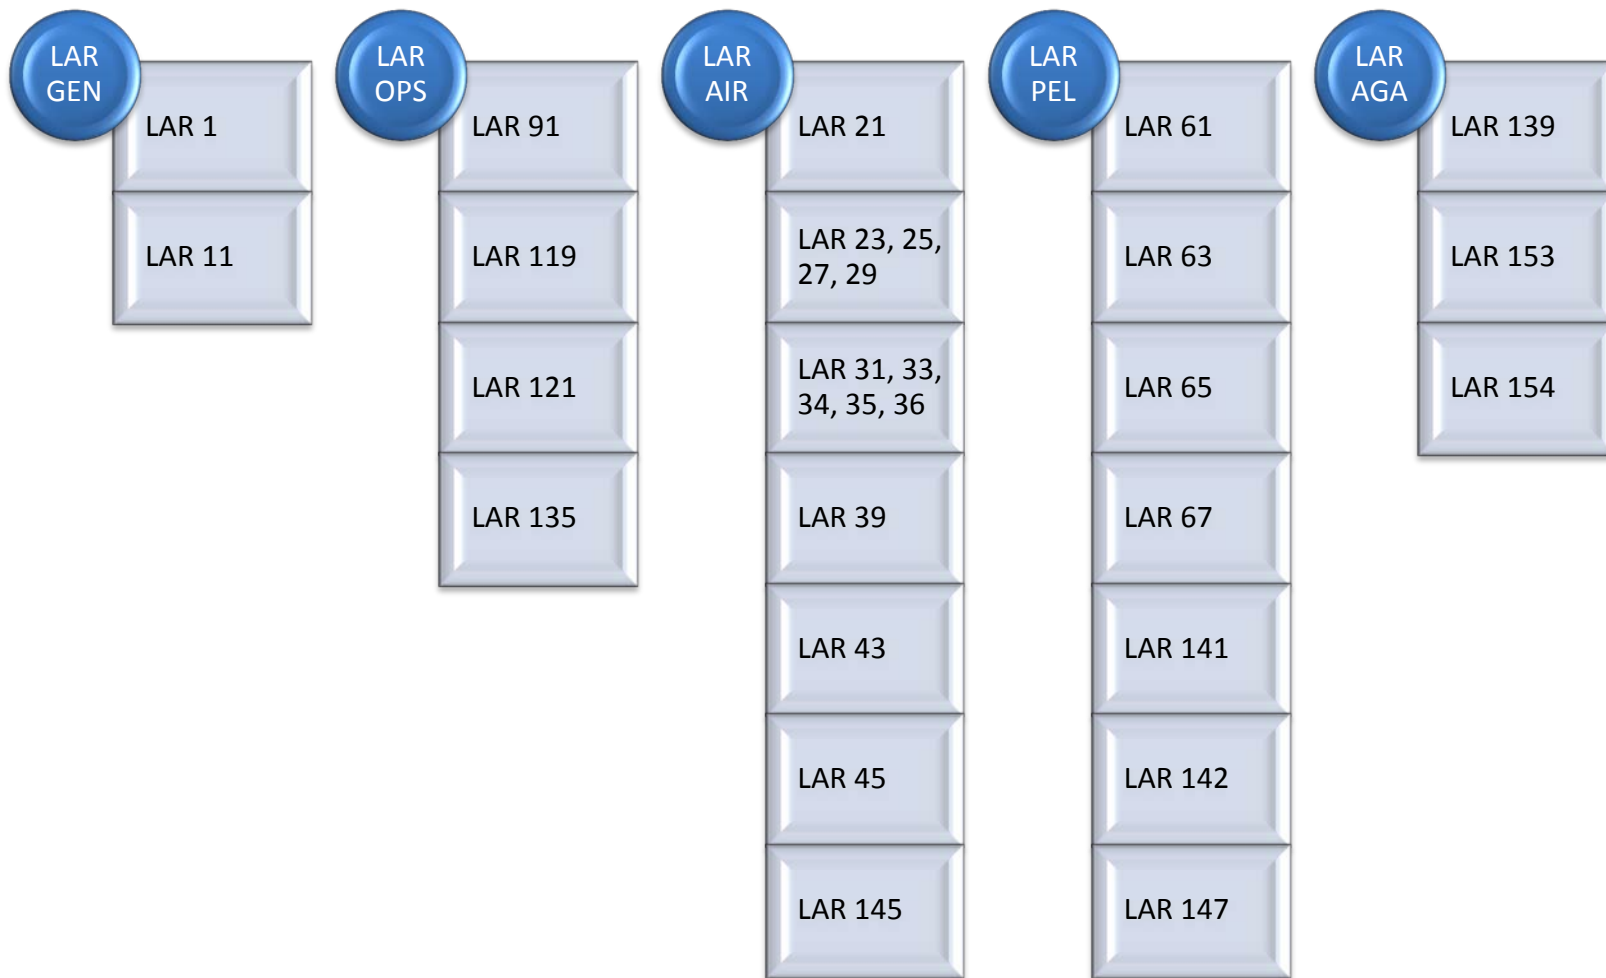 LAR
GEN
LAR 1
LAR 11
LAR
OPS
LAR 91
LAR 119
LAR 121
LAR 135
LAR
AIR
LAR 21
LAR 23, 25,
27, 29
LAR 31, 33,
34, 35, 36
LAR 39
LAR 43
LAR 45
LAR 145
LAR
PEL
LAR 61
LAR 63
LAR 65
LAR 67
LAR 141
LAR 142
LAR 147
LAR
AGA
LAR 139
LAR 153
LAR 154